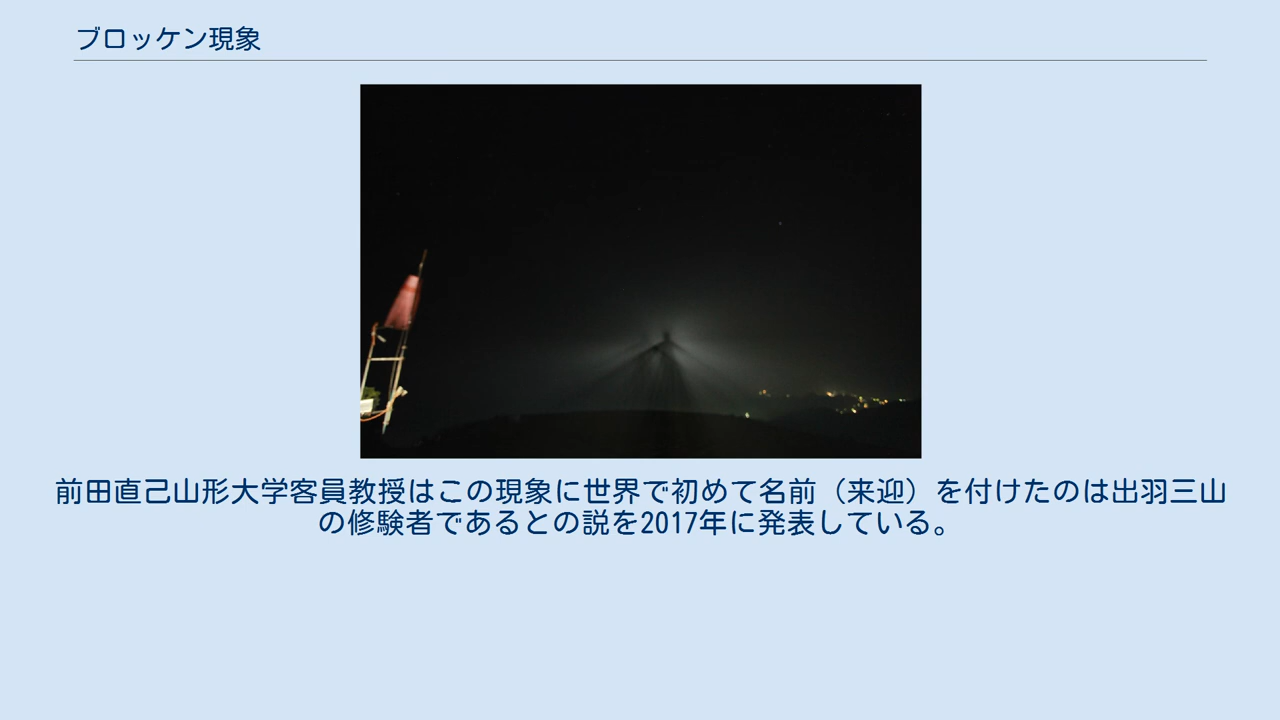 ブロッケン現象
前田直己山形大学客員教授はこの現象に世界で初めて名前（来迎）を付けたのは出羽三山
の修験者であるとの説を2017年に発表している。